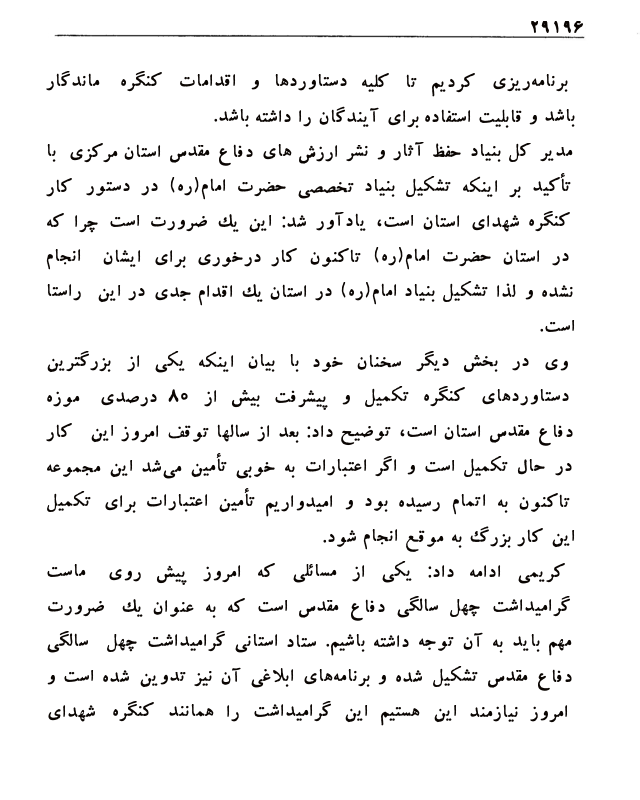 ۲۹۱۹۶
برنامه‌ریزی کردیم تا کلیه دستاوردها و اقدامات کنگره ماندگار
باشد و قابلیت استفاده برای آیندگان را داشته باشد.
مدیر کل بنیاد حفظ آثار و نشر ارزش های دفاع مقدس استان مرکزی با
تأکید بر اینکه تشکیل بنیاد تخصصی حضرت امام(ره) در دستور کار
کنگره شهدای استان است، یادآور شد: این یك ضرورت است چرا که
در استان حضرت امام(ره) تاکنون کار درخوری برای ایشان انجام
نشده و لذا تشکیل بنیاد امام(ره) در استان یك اقدام جدی در این راستا
است.
وی در بخش دیگر سخنان خود با بیان اینکه یکی از بزرگترین
دستاوردهای کنگره تکمیل و پیشرفت بیش از ۸۰ درصدی موزه
دفاع مقدس استان است، توضیح داد: بعد از سالها توقف امروز این کار
در حال تکمیل است و اگر اعتبارات به خوبی تأمین می‌شد این مجموعه
تاکنون به اتمام رسیده بود و امیدواریم تأمین اعتبارات برای تکمیل
این کار بزرگ به موقع انجام شود.
کریمی ادامه داد: یکی از مسائلی که امروز پیش روی ماست
گرامیداشت چهل سالگی دفاع مقدس است که به عنوان یك ضرورت
مهم باید به آن توجه داشته باشیم. ستاد استانی گرامیداشت چهل سالگی
دفاع مقدس تشکیل شده و برنامه‌های ابلاغی آن نیز تدوین شده است و
امروز نیازمند این هستیم این گرامیداشت را همانند کنگره شهدای